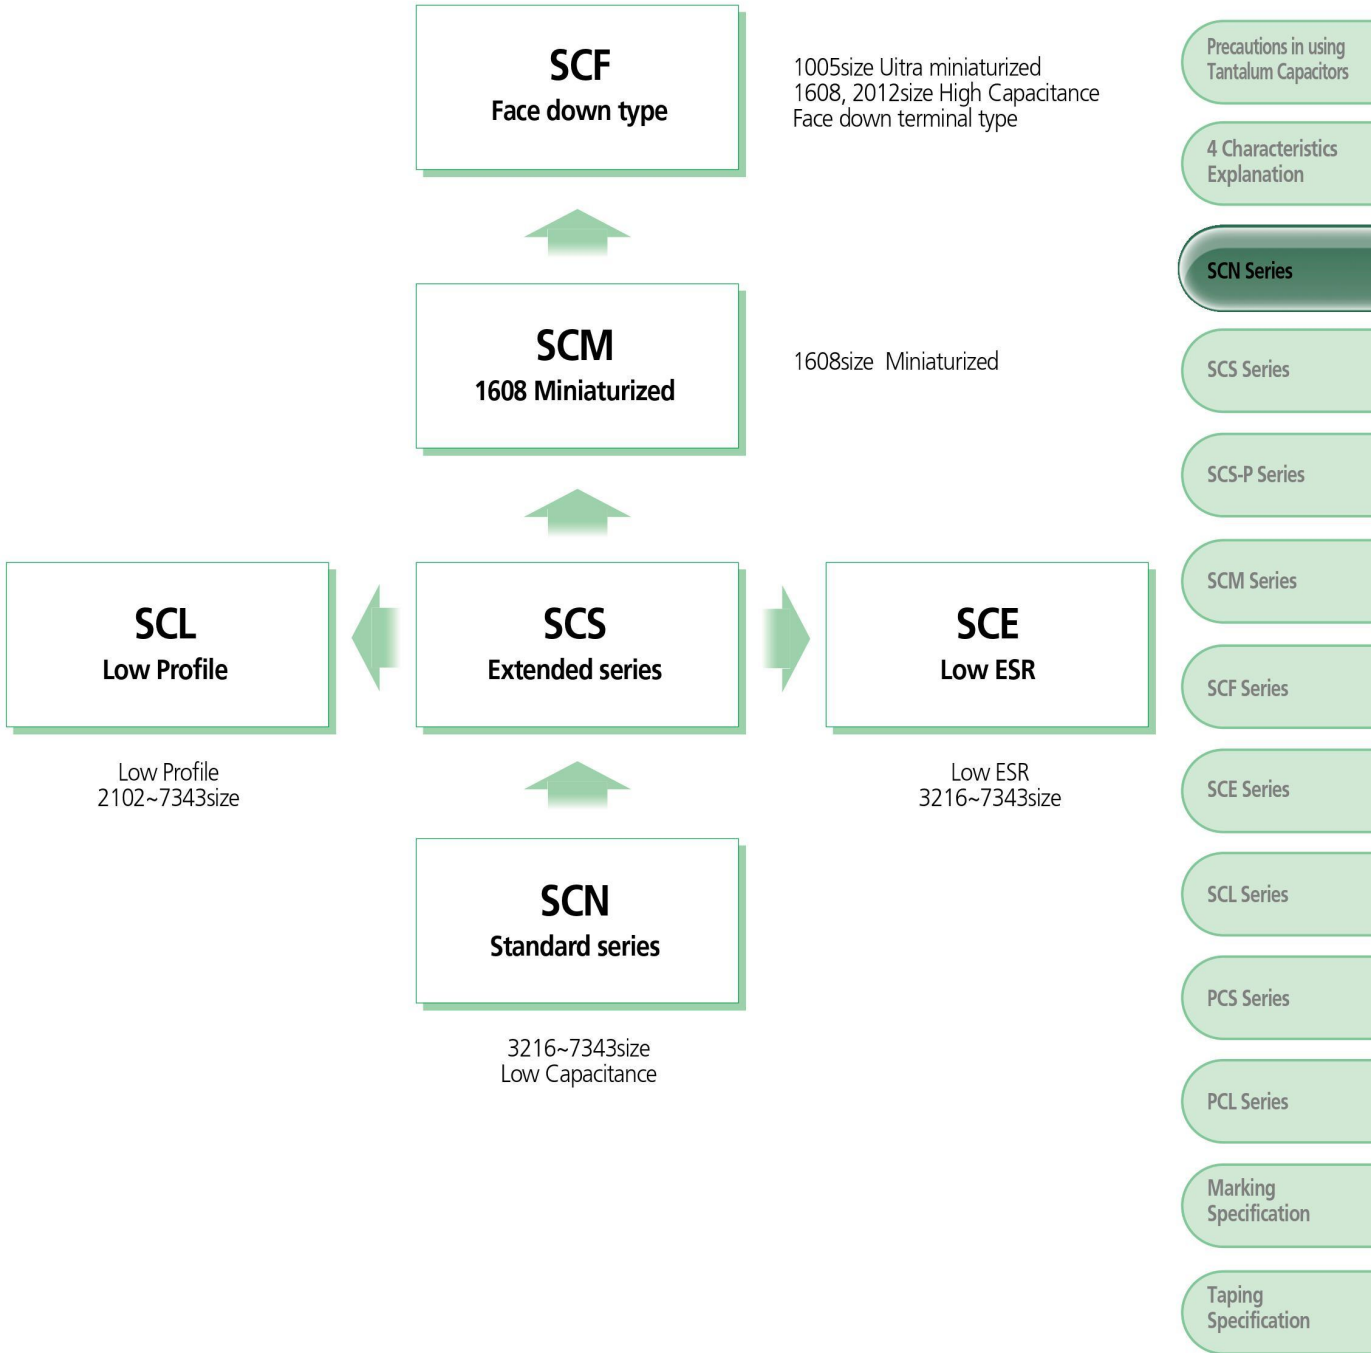 SCF
Face down type
1005size Uitra miniaturized
1608, 2012size High Capacitance
Face down terminal type
SCM
1608 Miniaturized
1608size Miniaturized
SCL
Low Profile
SCS
Extended series
SCE
Low ESR
Low Profile
2102~7343size
Low ESR
3216~7343size
SCN
Standard series
3216~7343size
Low Capacitance
Precautions in using
Tantalum Capacitors
4 Characteristics
Explanation
SCN Series
SCS Series
SCS-P Series
SCM Series
SCF Series
SCE Series
SCL Series
PCS Series
PCL Series
Marking
Specification
Taping
Specification